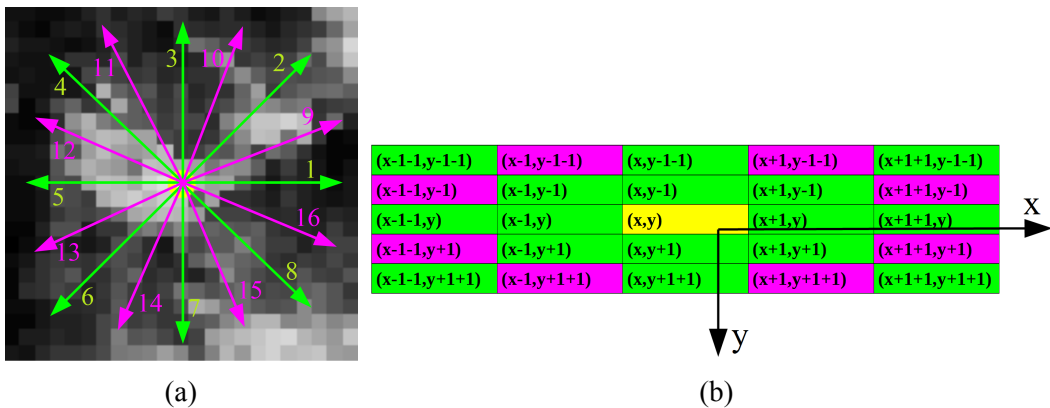 3
10
11
2
4
9
12
1
5
16
13
8
6
14
7
15
(a)
(x-1-1,y-1-1) (x-1,y-1-1) (x,y-1-1) (x+1,y-1-1) (x+1+1,y-1-1)
(x-1-1,y-1) (x-1,y-1) (x,y-1) (x+1,y-1) (x+1+1,y-1)
(x-1-1,y) (x-1,y) (x,y) (x+1,y) (x+1+1,y)
(x-1-1,y+1) (x-1,y+1) (x,y+1) (x+1,y+1) (x+1+1,y+1)
(x-1-1,y+1+1) (x-1,y+1+1) (x,y+1+1) (x+1,y+1+1) (x+1+1,y+1+1)
x
y
(b)